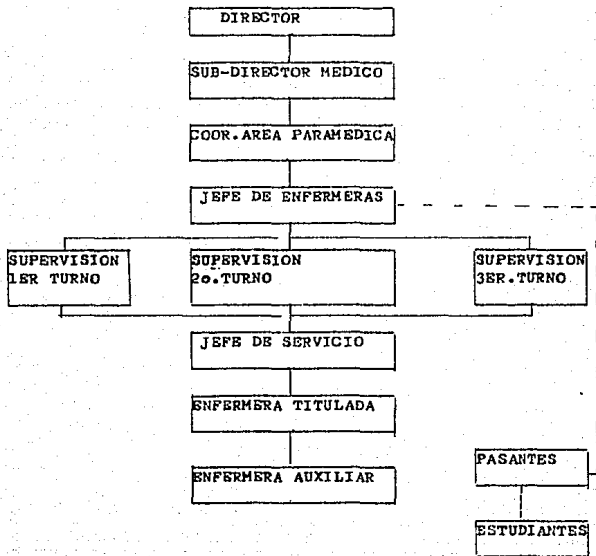 DIRECTOR
SUB-DIRECTOR MEDICO
COOR.AREA PARAMEDICA
JEFE DE ENFERMERAS
SUPERVISION
1ER TURNO
SUPERVISION
2o.TURNO
SUPERVISION
3ER.TURNO
JEFE DE SERVICIO
ENFERMERA TITULADA
ENFERMERA AUXILIAR
PASANTES
ESTUDIANTES